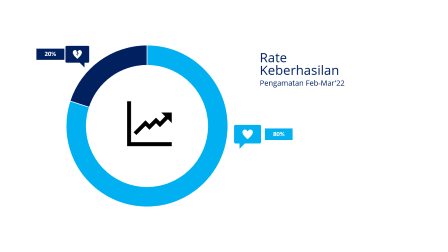 20%
Rate
Keberhasilan
Pengamatan Feb-Mar'22
80%